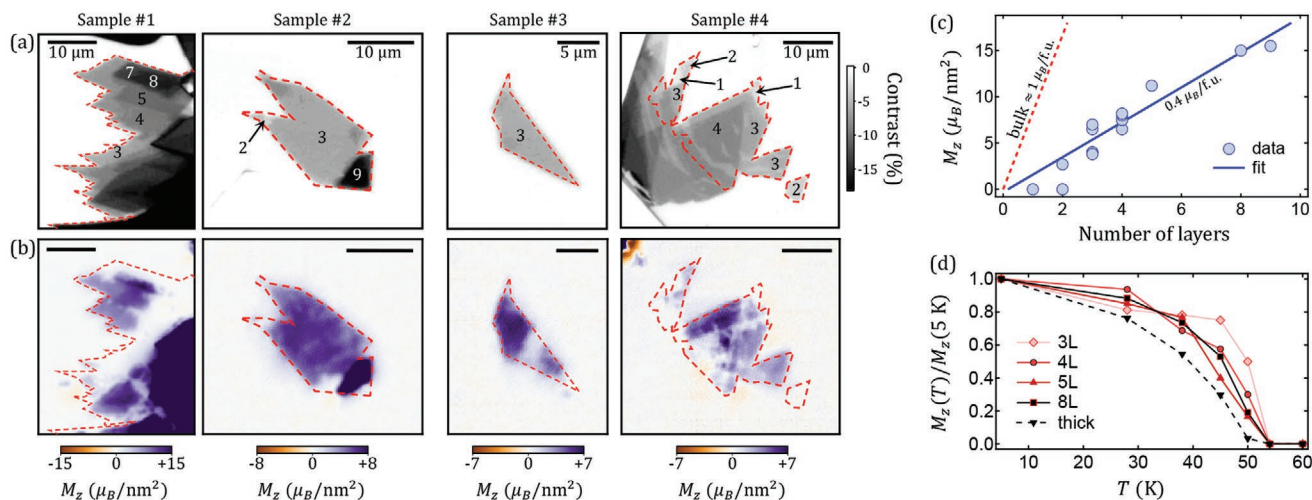 Sample #1
Sample #2
Sample #3
Sample #4
(a)
10 μm
10 μm
5 μm
10 μm
7
8
5
4
3
2
3
9
3
2
1
3
1
4
3
3
2
0
−5
−10
−15
Contrast (%)
(b)
-15
0
+15
-8
0
+8
-7
0
+7
-7
0
+7
M_z (μ_B/nm²)
M_z (μ_B/nm²)
M_z (μ_B/nm²)
M_z (μ_B/nm²)
(c)
M_z (μ_B/nm²)
15
10
5
0
bulk ≈ 1 μ_B/f.u.
0.4 μ_B/f.u.
data
fit
0
2
4
6
8
10
Number of layers
(d)
M_z(T)/M_z(5 K)
1.0
0.8
0.6
0.4
0.2
0.0
3L
4L
5L
8L
thick
10
20
30
40
50
60
T (K)